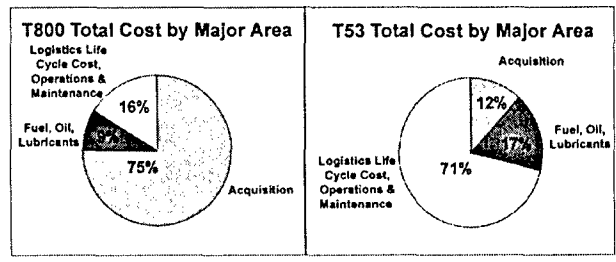 T800 Total Cost by Major Area
Logistics Life
Cycle Cost,
Operations &
Maintenance
16%
Fuel, Oil,
Lubricants
9%
75%
Acquisition
T53 Total Cost by Major Area
Acquisition
12%
Fuel, Oil,
Lubricants
17%
Logistics Life
Cycle Cost,
Operations &
Maintenance
71%